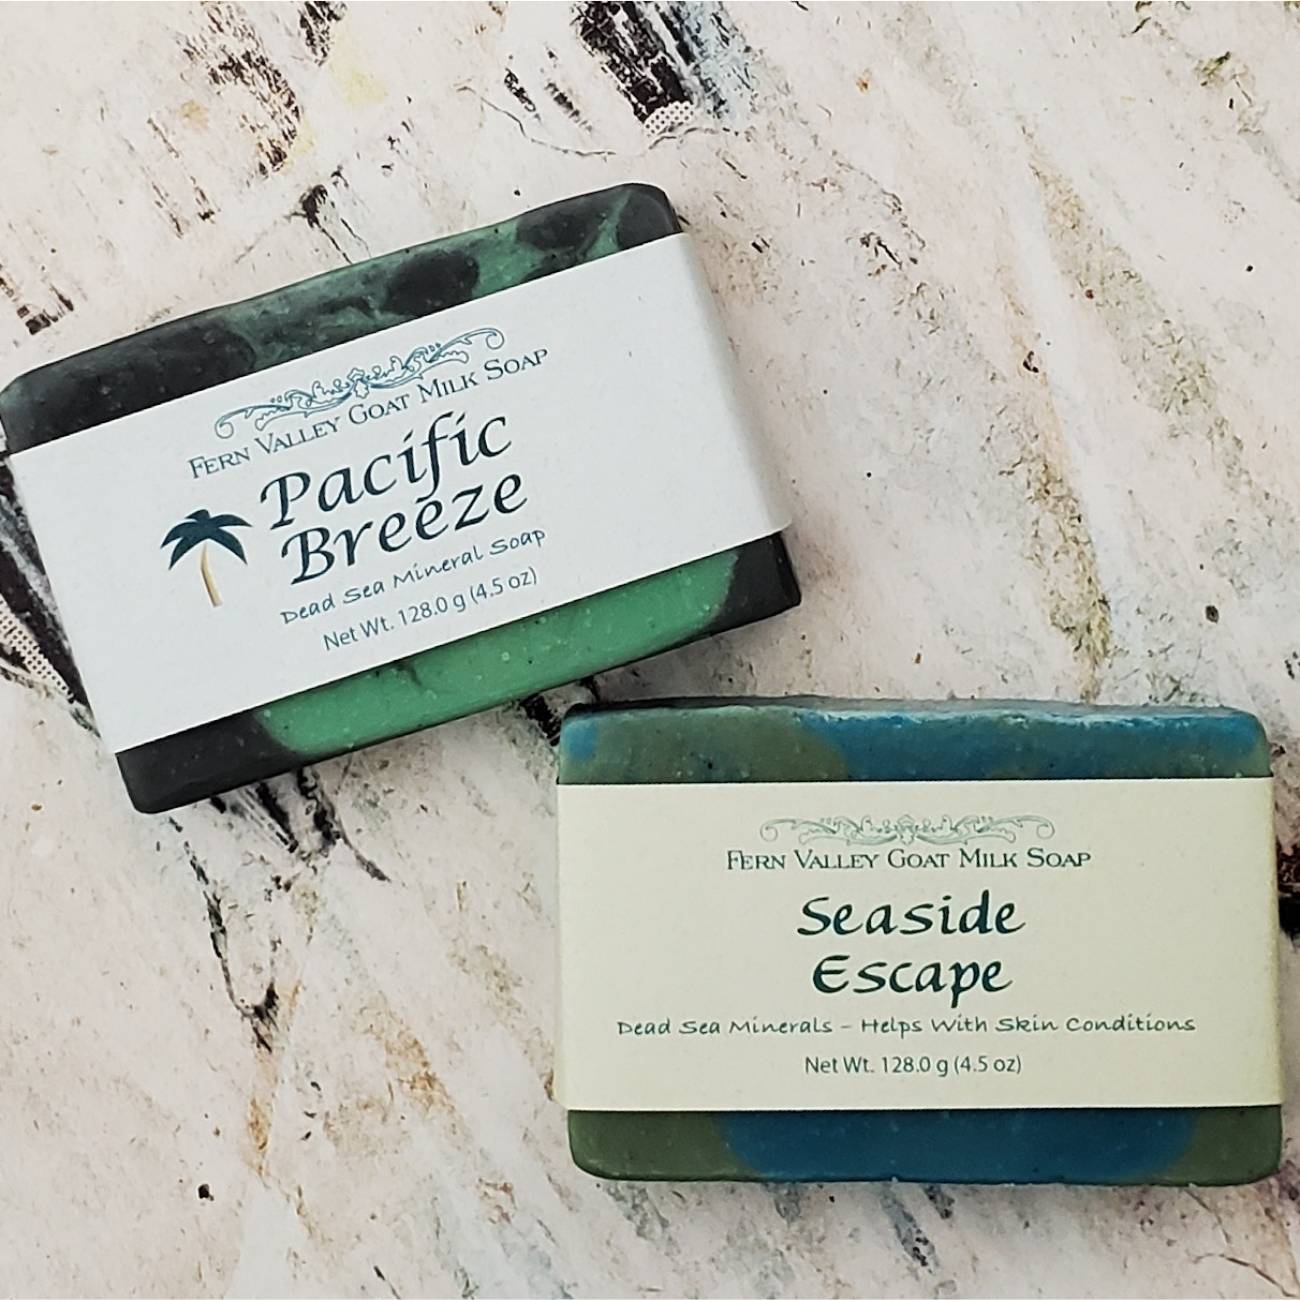 Fern Valley Goat Milk Soap
Pacific
Breeze
Dead Sea Mineral Soap
Net Wt. 128.0 g (4.5 oz)
Fern Valley Goat Milk Soap
Seaside
Escape
Dead Sea Minerals - Helps With Skin Conditions
Net Wt. 128.0 g (4.5 oz)